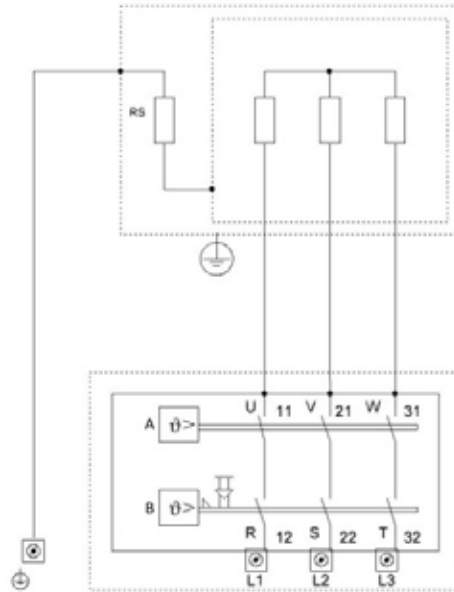 RS
U 11 V 21 W 31
A ϑ>
B ϑ>
R 12 S 22 T 32
L1 L2 L3